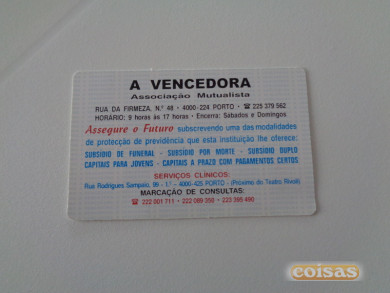 A VENCEDORA
Associação Mutualista
RUA DA FIRMEZA, N.º 48 • 4000-224 PORTO • ☎ 225 379 562
HORÁRIO: 9 horas às 17 horas • Encerra: Sábados e Domingos
Assegure o Futuro subscrevendo uma das modalidades
de protecção de previdência que esta instituição lhe oferece:
SUBSÍDIO DE FUNERAL - SUBSÍDIO POR MORTE - SUBSÍDIO DUPLO
CAPITAIS PARA JOVENS - CAPITAIS A PRAZO COM PAGAMENTOS CERTOS
SERVIÇOS CLÍNICOS:
Rua Rodrigues Sampaio, 99 - 1.º - 4000-425 PORTO - (Próximo do Teatro Rivoli)
MARCAÇÃO DE CONSULTAS:
☎ 222 001 711 - 222 089 350 - 223 395 490
coisas